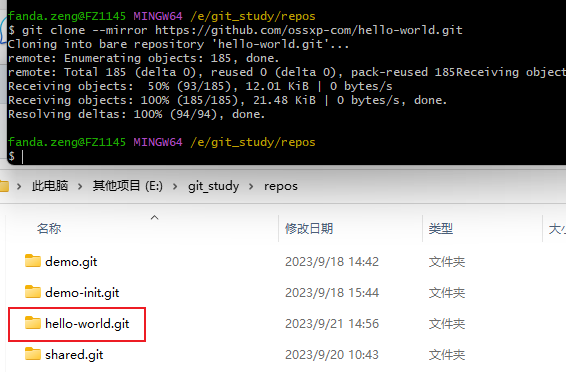 fanda.zeng@FZ1145 MINGW64 /e/git_study/repos
$ git clone --mirror https://github.com/ossxp-com/hello-world.git
Cloning into bare repository 'hello-world.git'...
remote: Enumerating objects: 185, done.
remote: Total 185 (delta 0), reused 0 (delta 0), pack-reused 185Receiving object
Receiving objects:  50% (93/185), 12.01 KiB | 0 bytes/s
Receiving objects: 100% (185/185), 21.48 KiB | 0 bytes/s, done.
Resolving deltas: 100% (94/94), done.
fanda.zeng@FZ1145 MINGW64 /e/git_study/repos
$
此电脑 > 其他项目 (E:) > git_study > repos
名称 修改日期 类型 大小
demo.git 2023/9/18 14:42 文件夹
demo-init.git 2023/9/18 15:44 文件夹
hello-world.git 2023/9/21 14:56 文件夹
shared.git 2023/9/20 10:43 文件夹